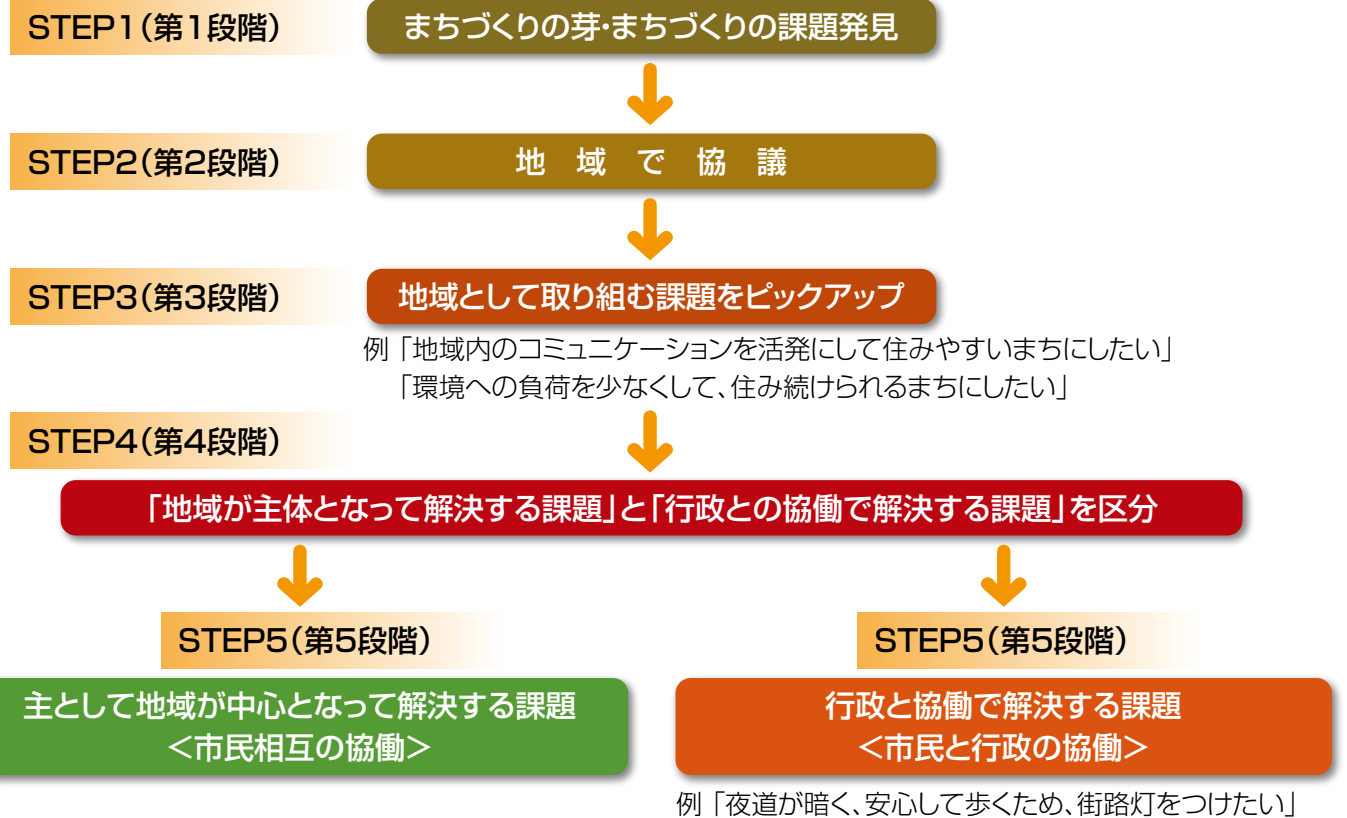 STEP1(第1段階)
まちづくりの芽・まちづくりの課題発見
STEP2(第2段階)
地域で協議
STEP3(第3段階)
地域として取り組む課題をピックアップ
例「地域内のコミュニケーションを活発にして住みやすいまちにしたい」
「環境への負荷を少なくして、住み続けられるまちにしたい」
STEP4(第4段階)
「地域が主体となって解決する課題」と「行政との協働で解決する課題」を区分
STEP5(第5段階)
主として地域が中心となって解決する課題
<市民相互の協働>
STEP5(第5段階)
行政と協働で解決する課題
<市民と行政の協働>
例「夜道が暗く、安心して歩くため、街路灯をつけたい」